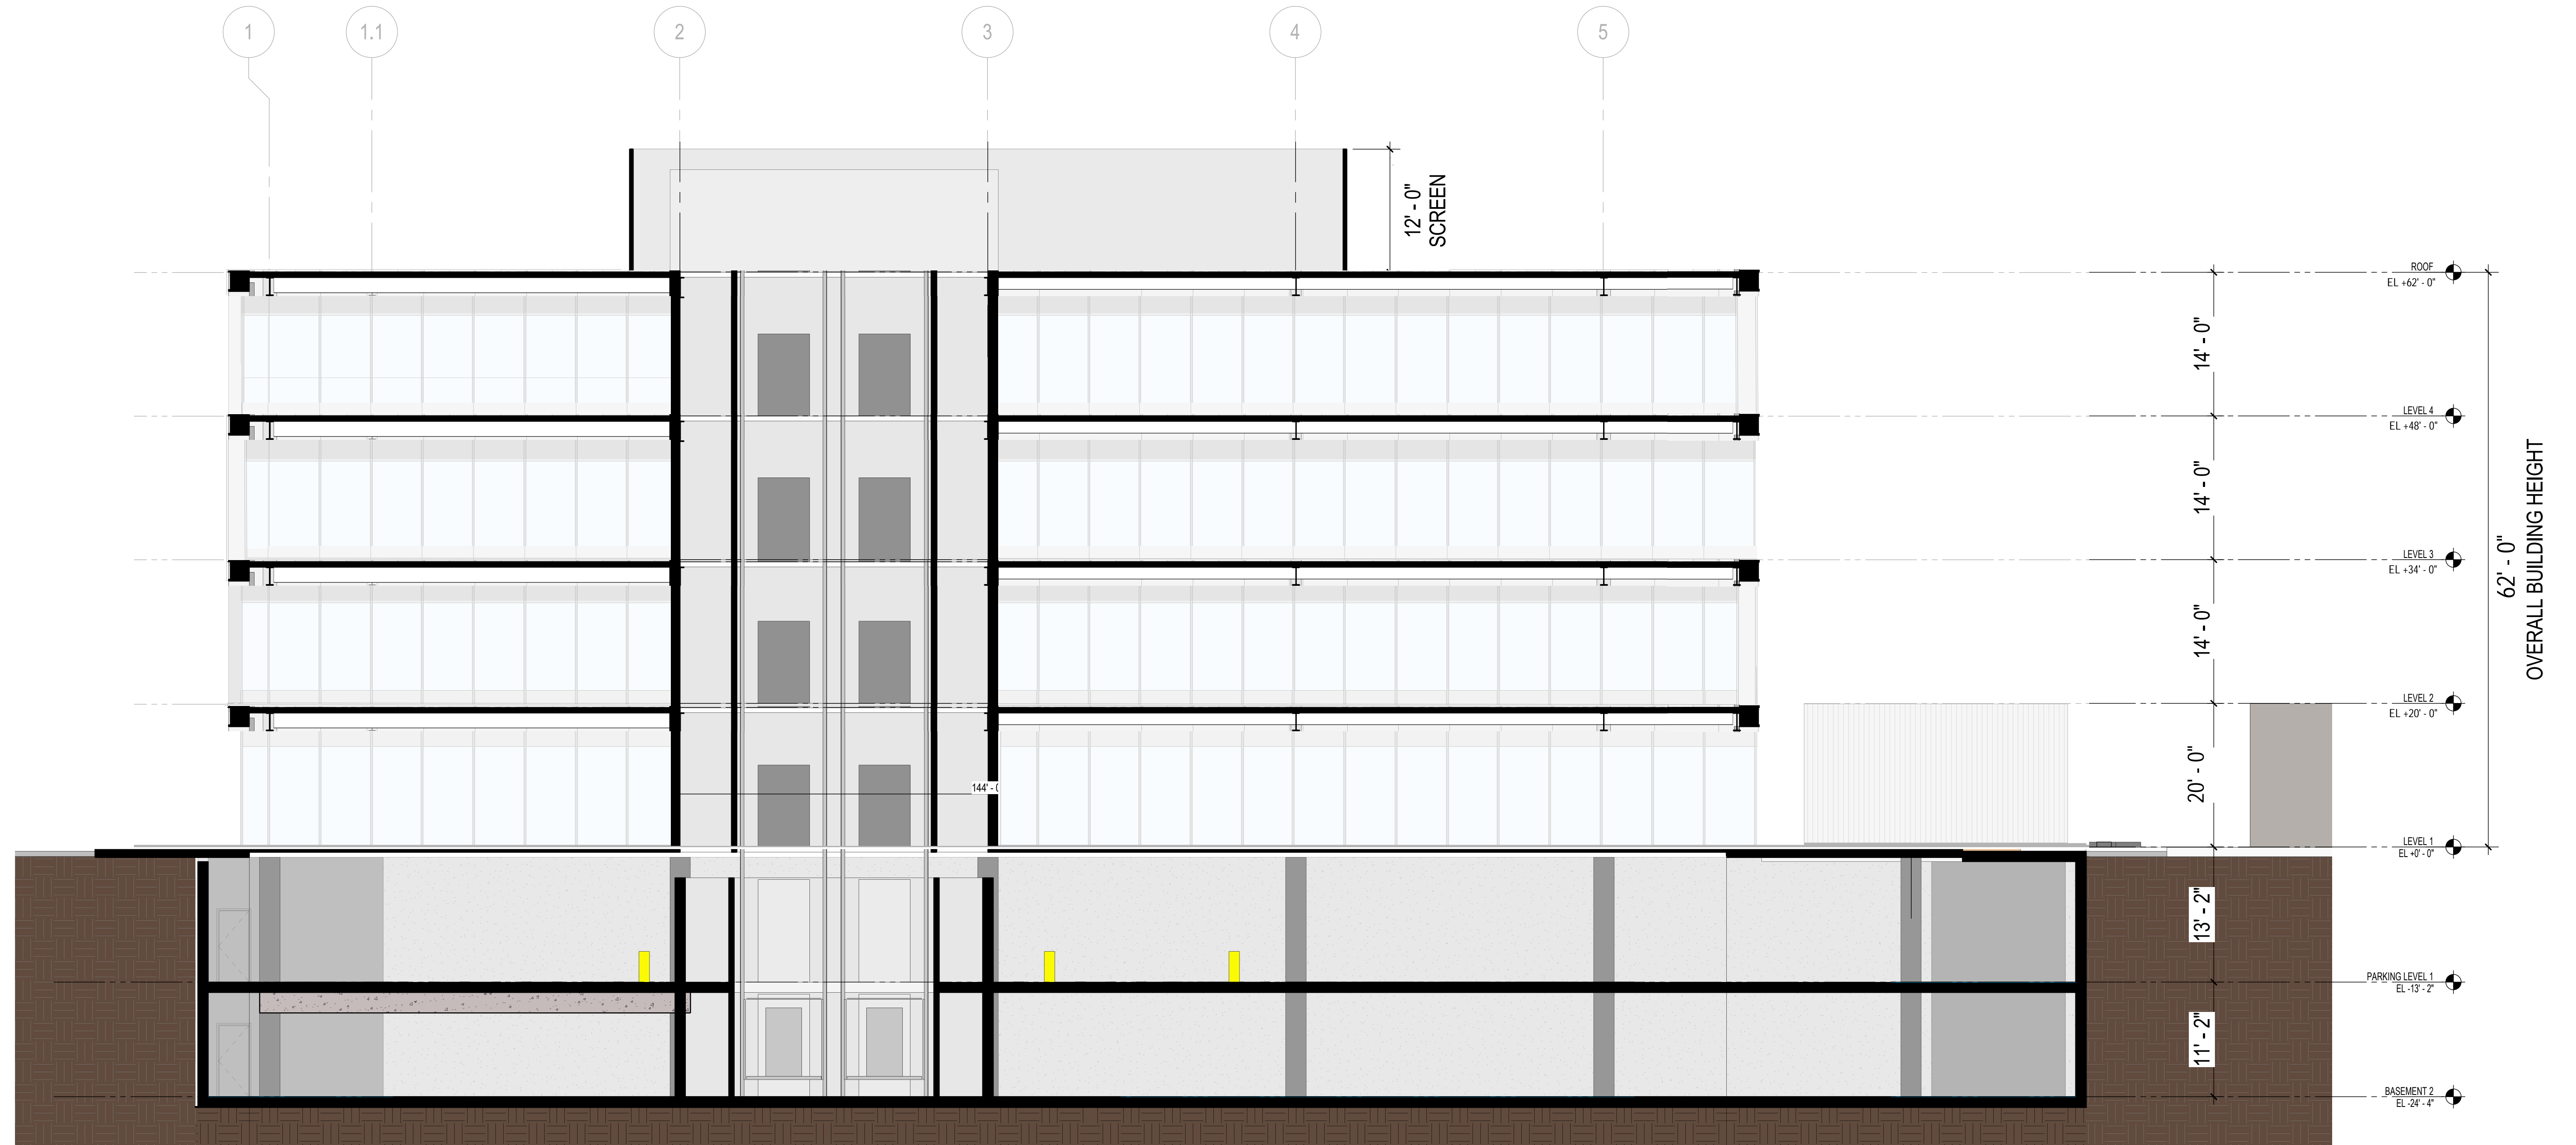 1
1.1
2
3
4
5
12' - 0"
SCREEN
ROOF
EL +62' - 0"
14' - 0"
LEVEL 4
EL +48' - 0"
14' - 0"
LEVEL 3
EL +34' - 0"
62' - 0"
OVERALL BUILDING HEIGHT
14' - 0"
LEVEL 2
EL +20' - 0"
20' - 0"
144' - 0
LEVEL 1
EL +0' - 0"
13' - 2"
PARKING LEVEL 1
EL -13' - 2"
11' - 2"
BASEMENT 2
EL -24' - 4"